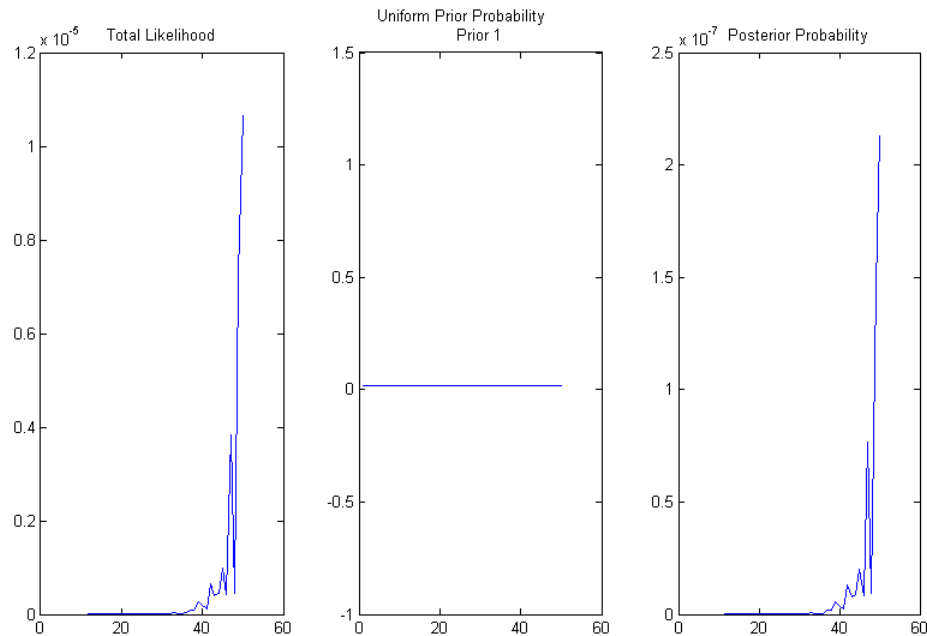 Uniform Prior Probability
Total Likelihood
Prior 1
Posterior Probability
x 10^-5
1.2
1
0.8
0.6
0.4
0.2
0
0 20 40 60
1.5
1
0.5
0
-0.5
-1
0 20 40 60
x 10^-7
2.5
2
1.5
1
0.5
0
0 20 40 60